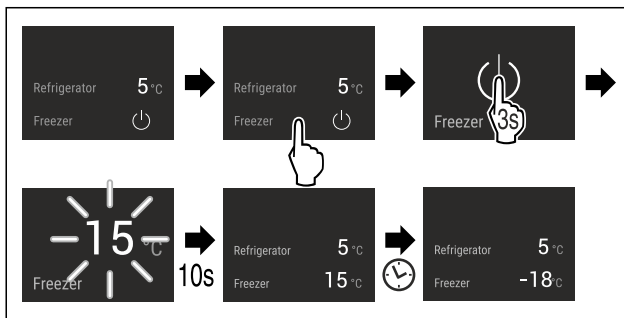 Refrigerator 5 °C
Freezer
Refrigerator 5 °C
Freezer
Freezer 3s
15 °C
Freezer
10s
Refrigerator 5 °C
Freezer 15 °C
Refrigerator 5 °C
Freezer -18 °C